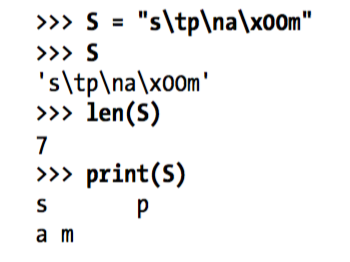 >>> S = "s\tp\na\x00m"
>>> S
's\tp\na\x00m'
>>> len(S)
7
>>> print(S)
s       p
a m